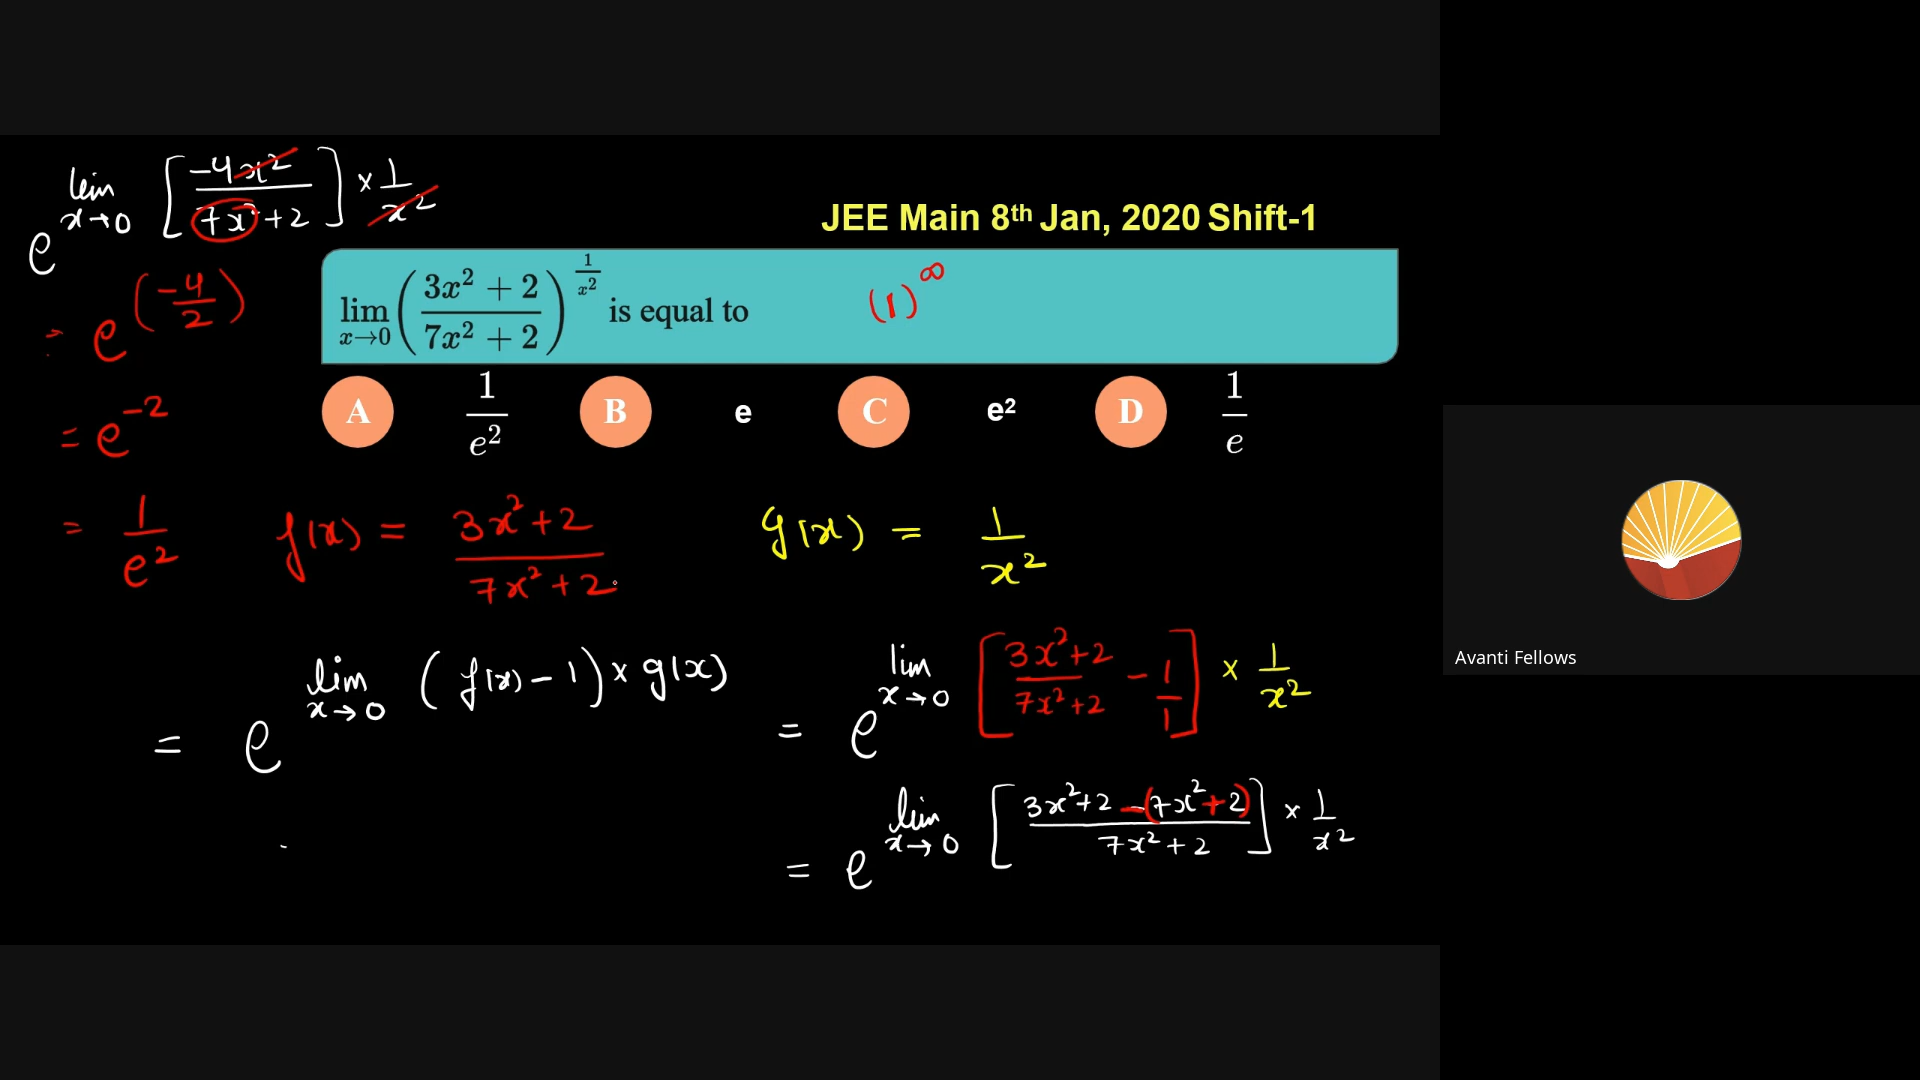 lim x→0 [-4x²/7x²+2] × 1/x²
e
JEE Main 8th Jan, 2020 Shift-1
lim x→0 (3x² + 2 / 7x² + 2)^(1/x²) is equal to (1)^∞
= e^(-4/2)
A 1/e² B e C e² D 1/e
= e^-2
= 1/e²
f(x) = 3x²+2 / 7x²+2
g(x) = 1/x²
= e^ lim x→0 (f(x) - 1) × g(x)
= e^ lim x→0 [3x²+2 / 7x²+2 - 1/1] × 1/x²
= e^ lim x→0 [3x²+2 -(7x²+2) / 7x²+2] × 1/x²
Avanti Fellows